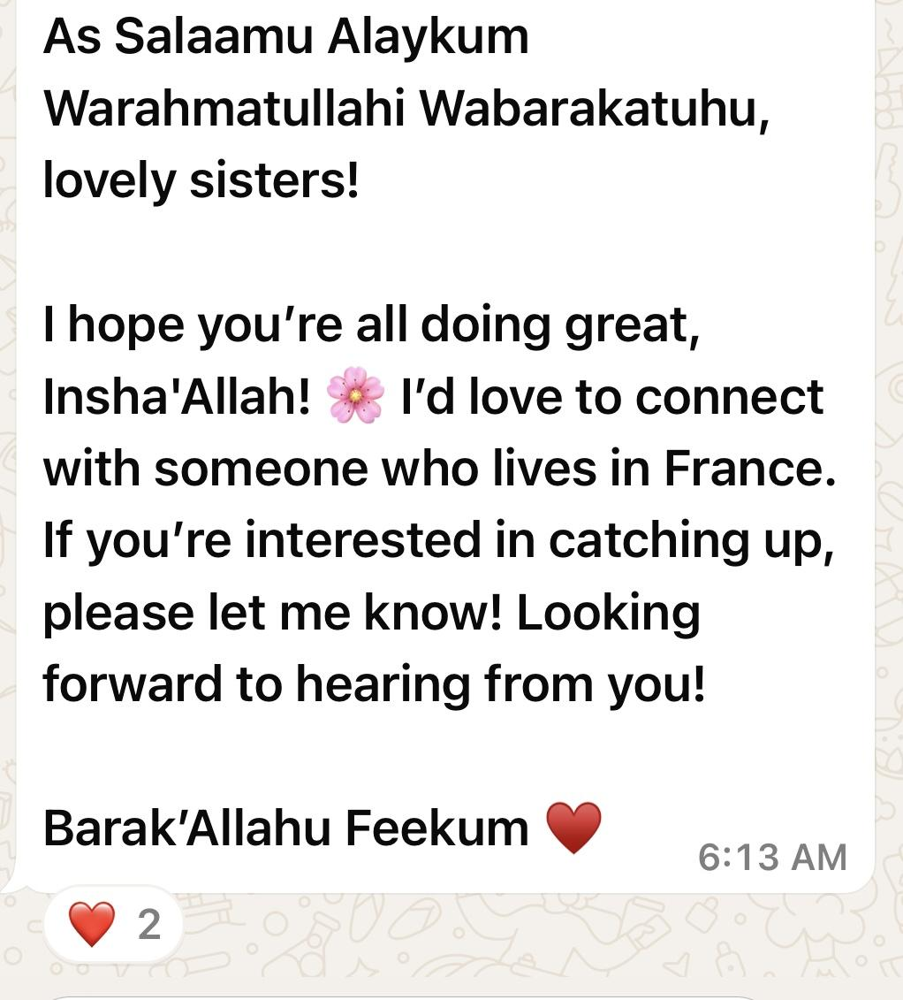 As Salaamu Alaykum
Warahmatullahi Wabarakatuhu,
lovely sisters!
I hope you’re all doing great,
Insha'Allah! 🌸 I’d love to connect
with someone who lives in France.
If you’re interested in catching up,
please let me know! Looking
forward to hearing from you!
Barak’Allahu Feekum ♥️
6:13 AM
❤️ 2